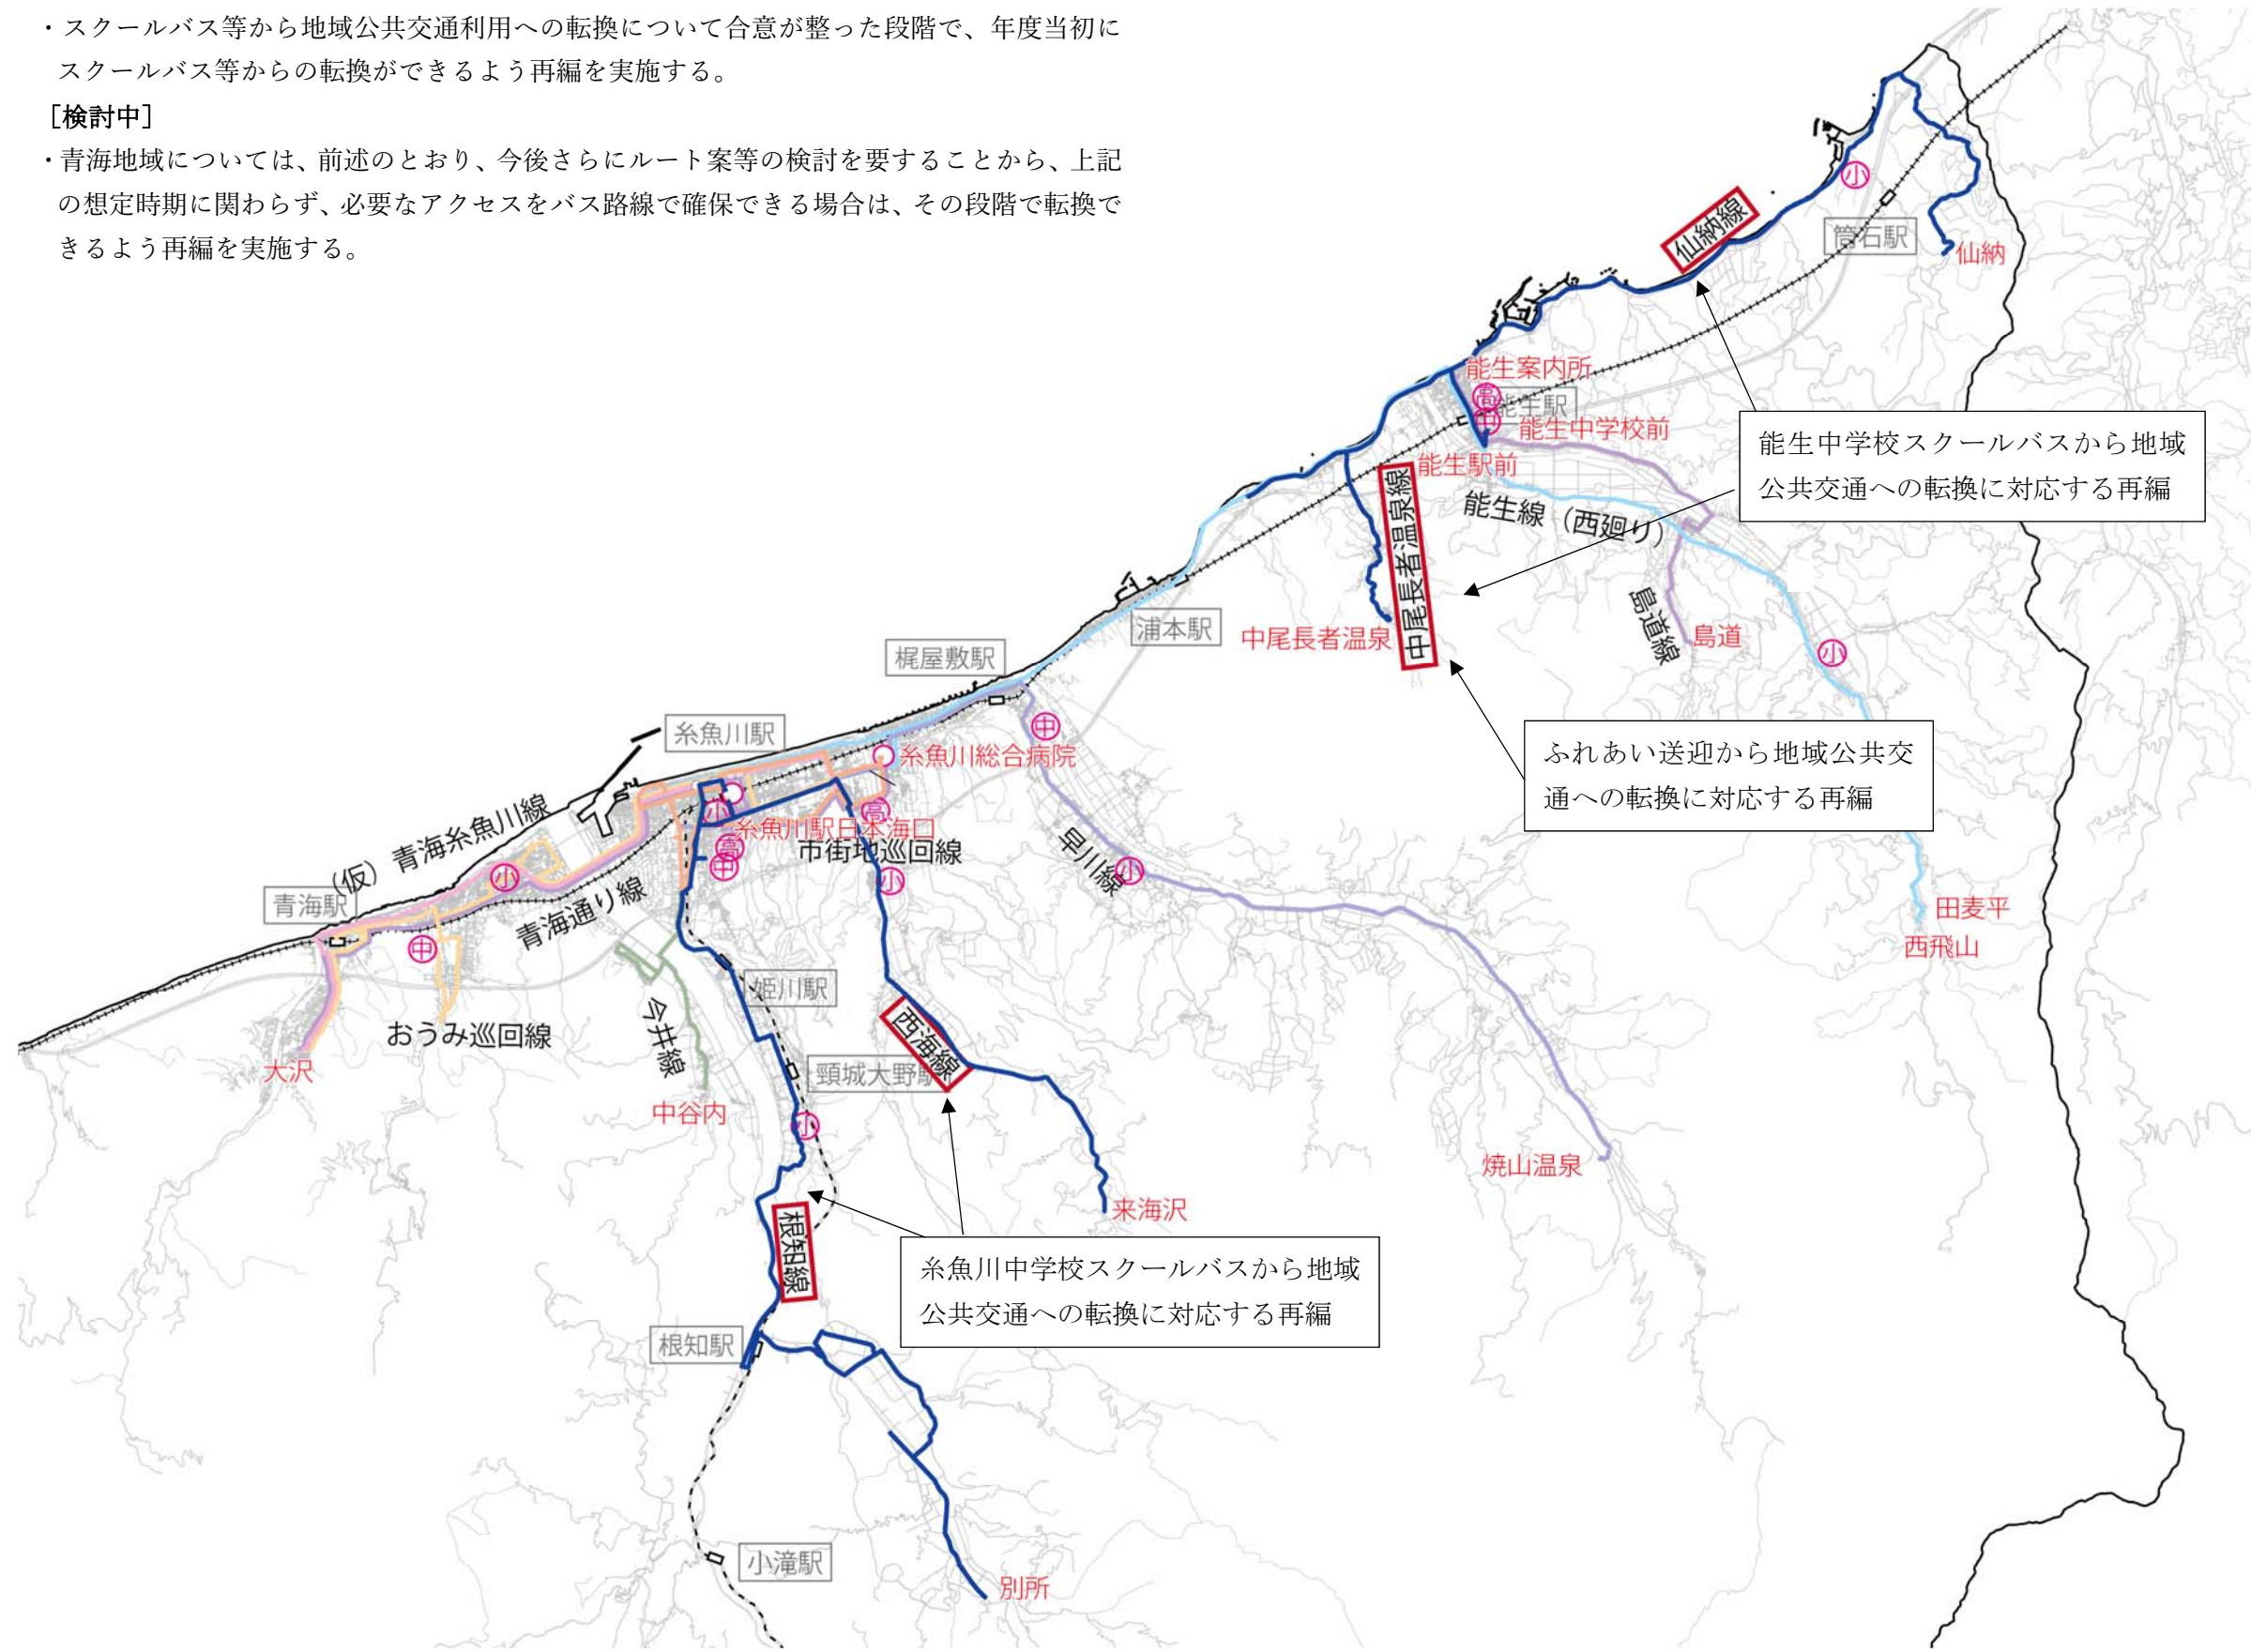 ・スクールバス等から地域公共交通利用への転換について合意が整った段階で、年度当初に
スクールバス等からの転換ができるよう再編を実施する。
［検討中］
・青海地域については、前述のとおり、今後さらにルート案等の検討を要することから、上記
の想定時期に関わらず、必要なアクセスをバス路線で確保できる場合は、その段階で転換で
きるよう再編を実施する。
小
仙納線
筒石駅
仙納
能生案内所
高
能生駅
中
能生中学校前
能生駅前
能生中学校スクールバスから地域
公共交通への転換に対応する再編
中尾長者温泉線
能生線（西廻り）
島道線
島道
小
浦本駅
中尾長者温泉
梶屋敷駅
糸魚川駅
中
糸魚川総合病院
ふれあい送迎から地域公共交
通への転換に対応する再編
小
高
糸魚川駅日本海口
高
中
市街地巡回線
小
早川線
小
（仮）青海糸魚川線
小
青海駅
青海通り線
中
田麦平
西飛山
姫川駅
おうみ巡回線
今井線
西海線
大沢
頸城大野駅
中谷内
小
焼山温泉
来海沢
根知線
糸魚川中学校スクールバスから地域
公共交通への転換に対応する再編
根知駅
小滝駅
別所